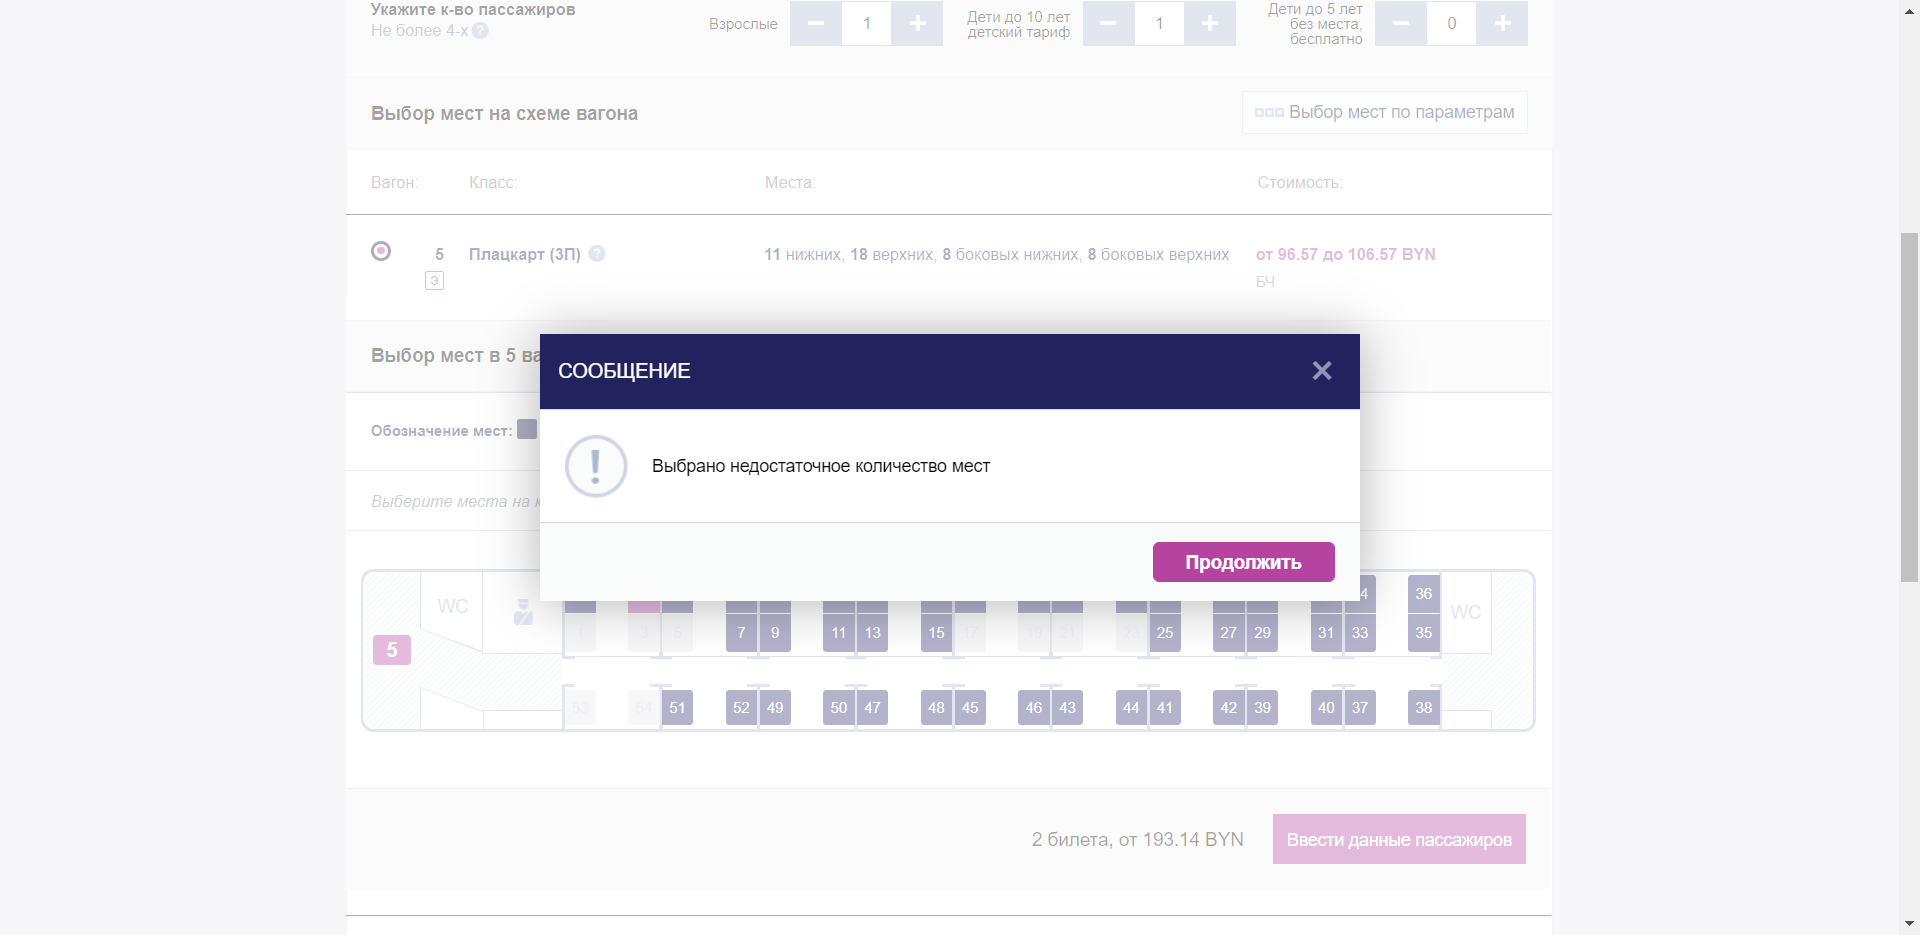 Укажите к-во пассажиров
Не более 4-х ?
Взрослые
− 1 +
Дети до 10 лет
детский тариф
− 1 +
Дети до 5 лет
без места,
бесплатно
− 0 +
Выбор мест на схеме вагона
Выбор мест по параметрам
Вагон: Класс: Места: Стоимость:
5 Плацкарт (3П) ? 11 нижних, 18 верхних, 8 боковых нижних, 8 боковых верхних от 96.57 до 106.57 BYN
Э БЧ
Выбор мест в 5 ва
СООБЩЕНИЕ
Обозначение мест:
! Выбрано недостаточное количество мест
Выберите места на
Продолжить
4 36
WC WC
1 3 5 7 9 11 13 15 17 19 21 23 25 27 29 31 33 35
5
53 54 51 52 49 50 47 48 45 46 43 44 41 42 39 40 37 38
2 билета, от 193.14 BYN
Ввести данные пассажиров